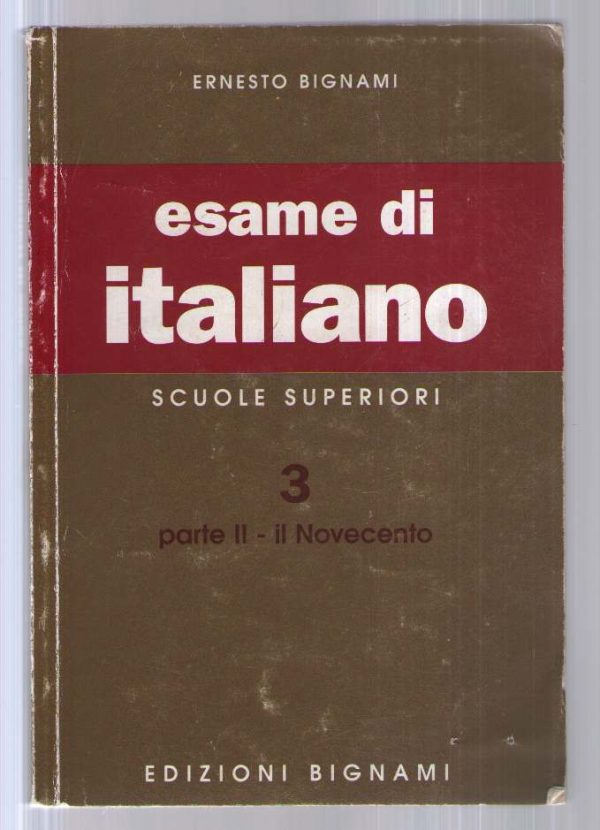 ERNESTO BIGNAMI
esame di
italiano
SCUOLE SUPERIORI
3
parte II - il Novecento
EDIZIONI BIGNAMI